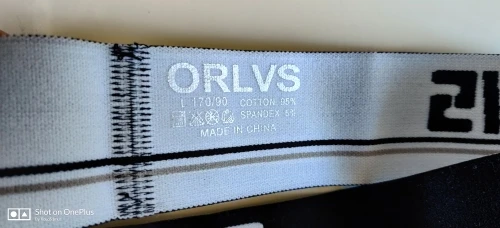 ORLVS
L 170/90 COTTON: 95%
SPANDEX 5%
MADE IN CHINA
Shot on OnePlus